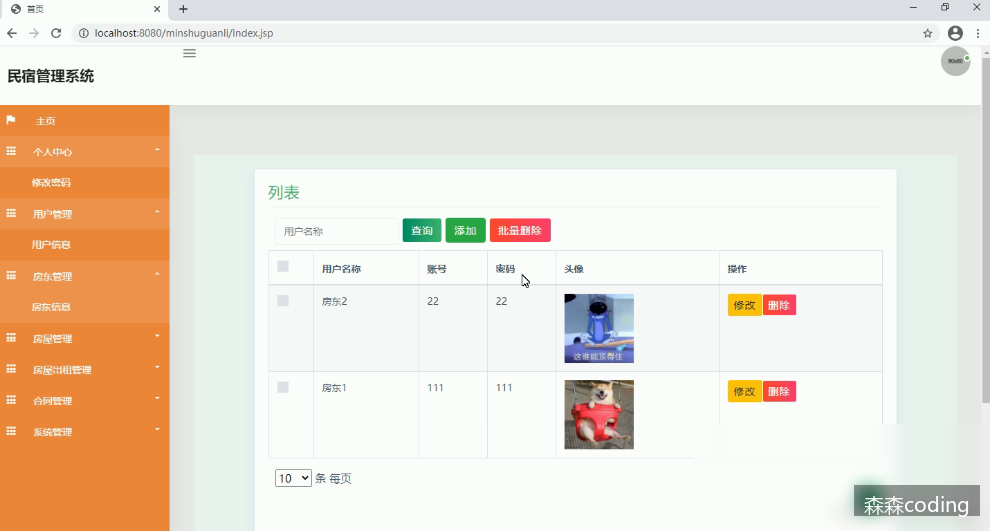 首页
localhost:8080/minshuguanli/index.jsp
民宿管理系统
主页
个人中心
修改密码
用户管理
用户信息
房东管理
房东信息
房屋管理
房屋出租管理
合同管理
系统管理
列表
用户名称 查询 添加 批量删除
用户名称 账号 密码 头像 操作
房东2 22 22 修改 删除
这谁能顶得住
房东1 111 111 修改 删除
10 条 每页
森森coding